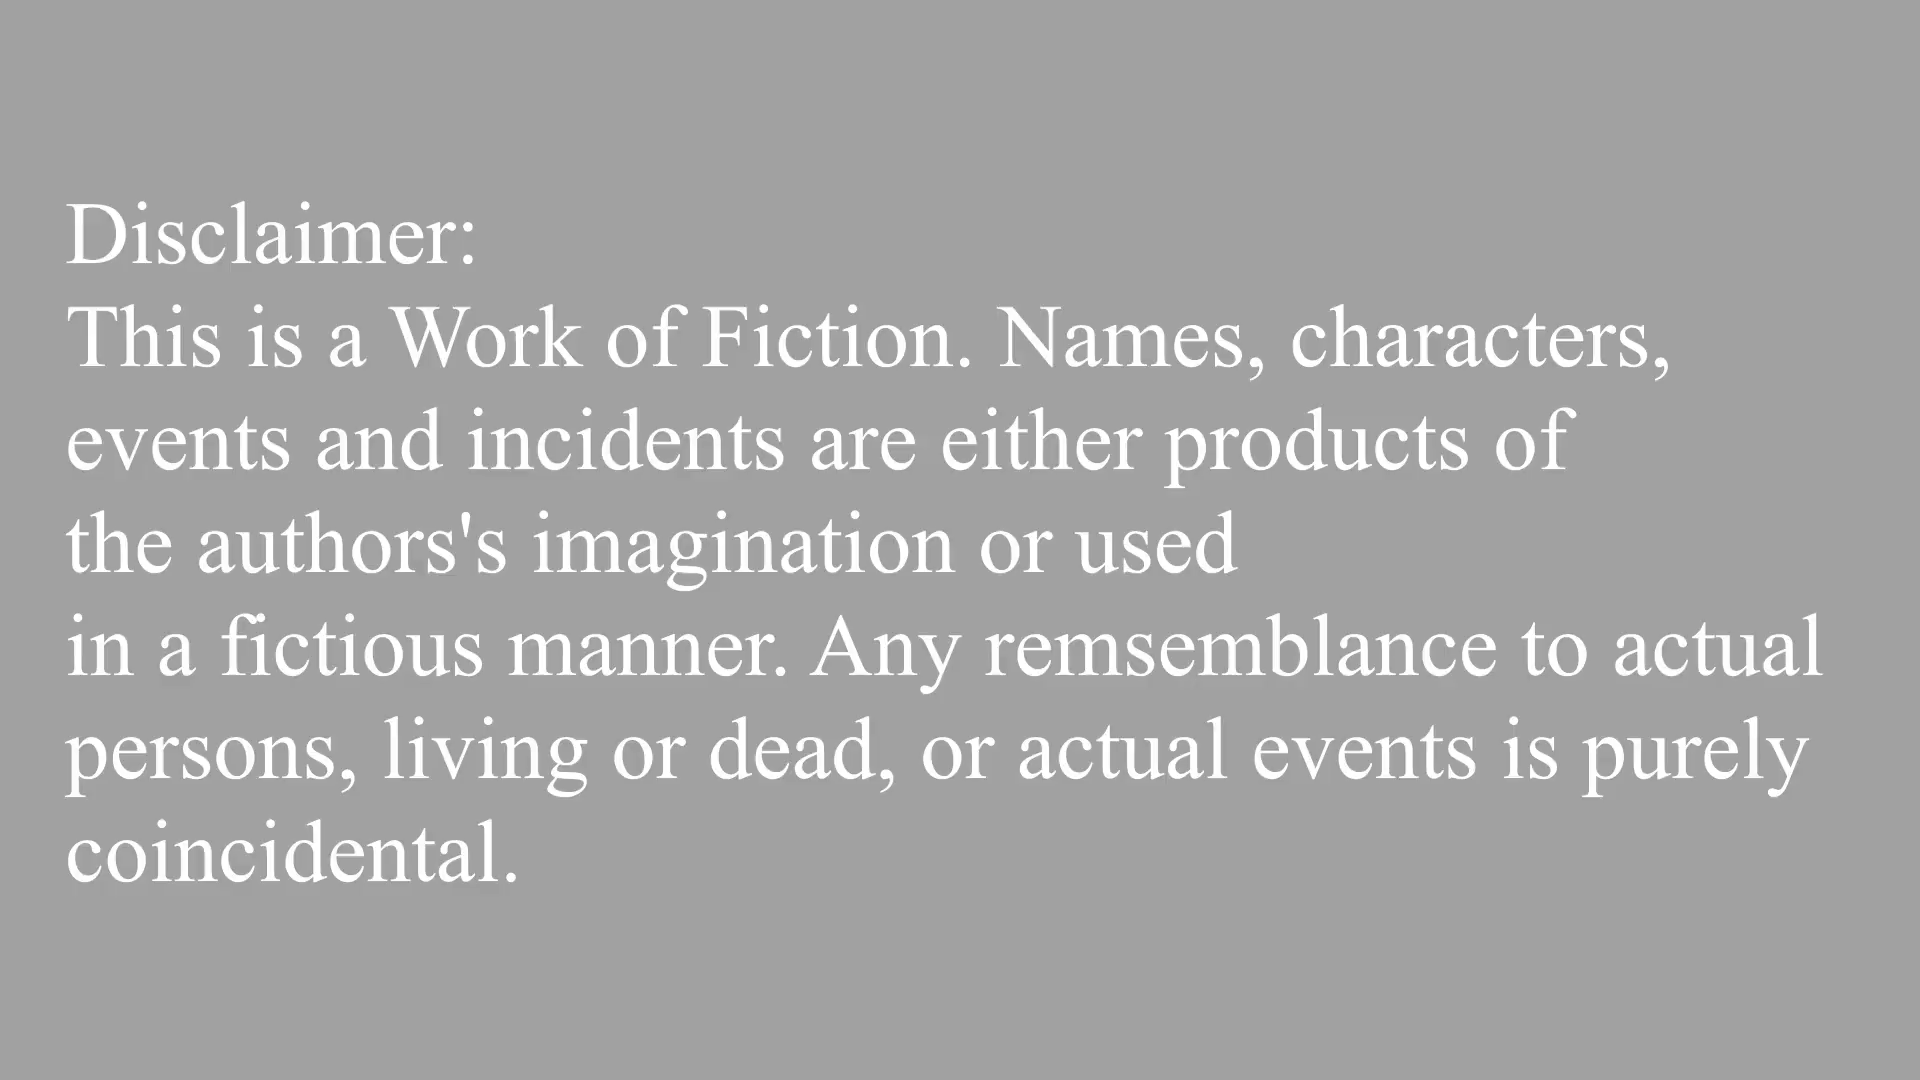 Disclaimer:
This is a Work of Fiction. Names, characters,
events and incidents are either products of
the authors's imagination or used
in a fictious manner. Any remsemblance to actual
persons, living or dead, or actual events is purely
coincidental.